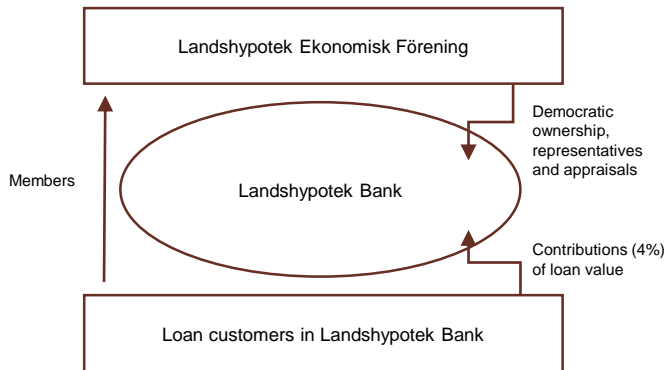 Landshypotek Ekonomisk Förening
Democratic
ownership,
representatives
and appraisals
Members
Landshypotek Bank
Contributions (4%)
of loan value
Loan customers in Landshypotek Bank